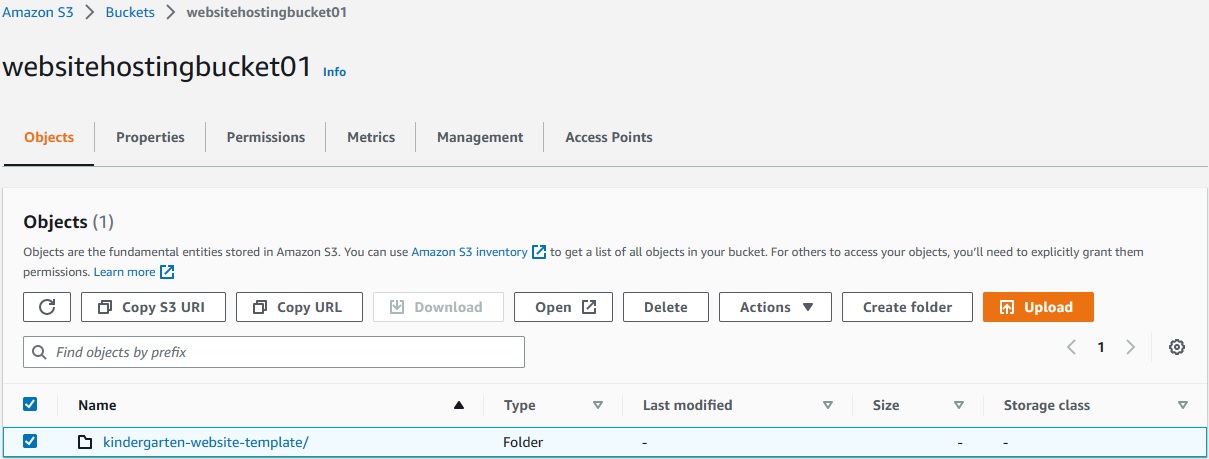 Amazon S3 > Buckets > websitehostingbucket01
websitehostingbucket01 Info
Objects Properties Permissions Metrics Management Access Points
Objects (1)
Objects are the fundamental entities stored in Amazon S3. You can use Amazon S3 inventory to get a list of all objects in your bucket. For others to access your objects, you'll need to explicitly grant them
permissions. Learn more
Copy S3 URI Copy URL Download Open Delete Actions Create folder Upload
Find objects by prefix
1
Name Type Last modified Size Storage class
kindergarten-website-template/ Folder - - -